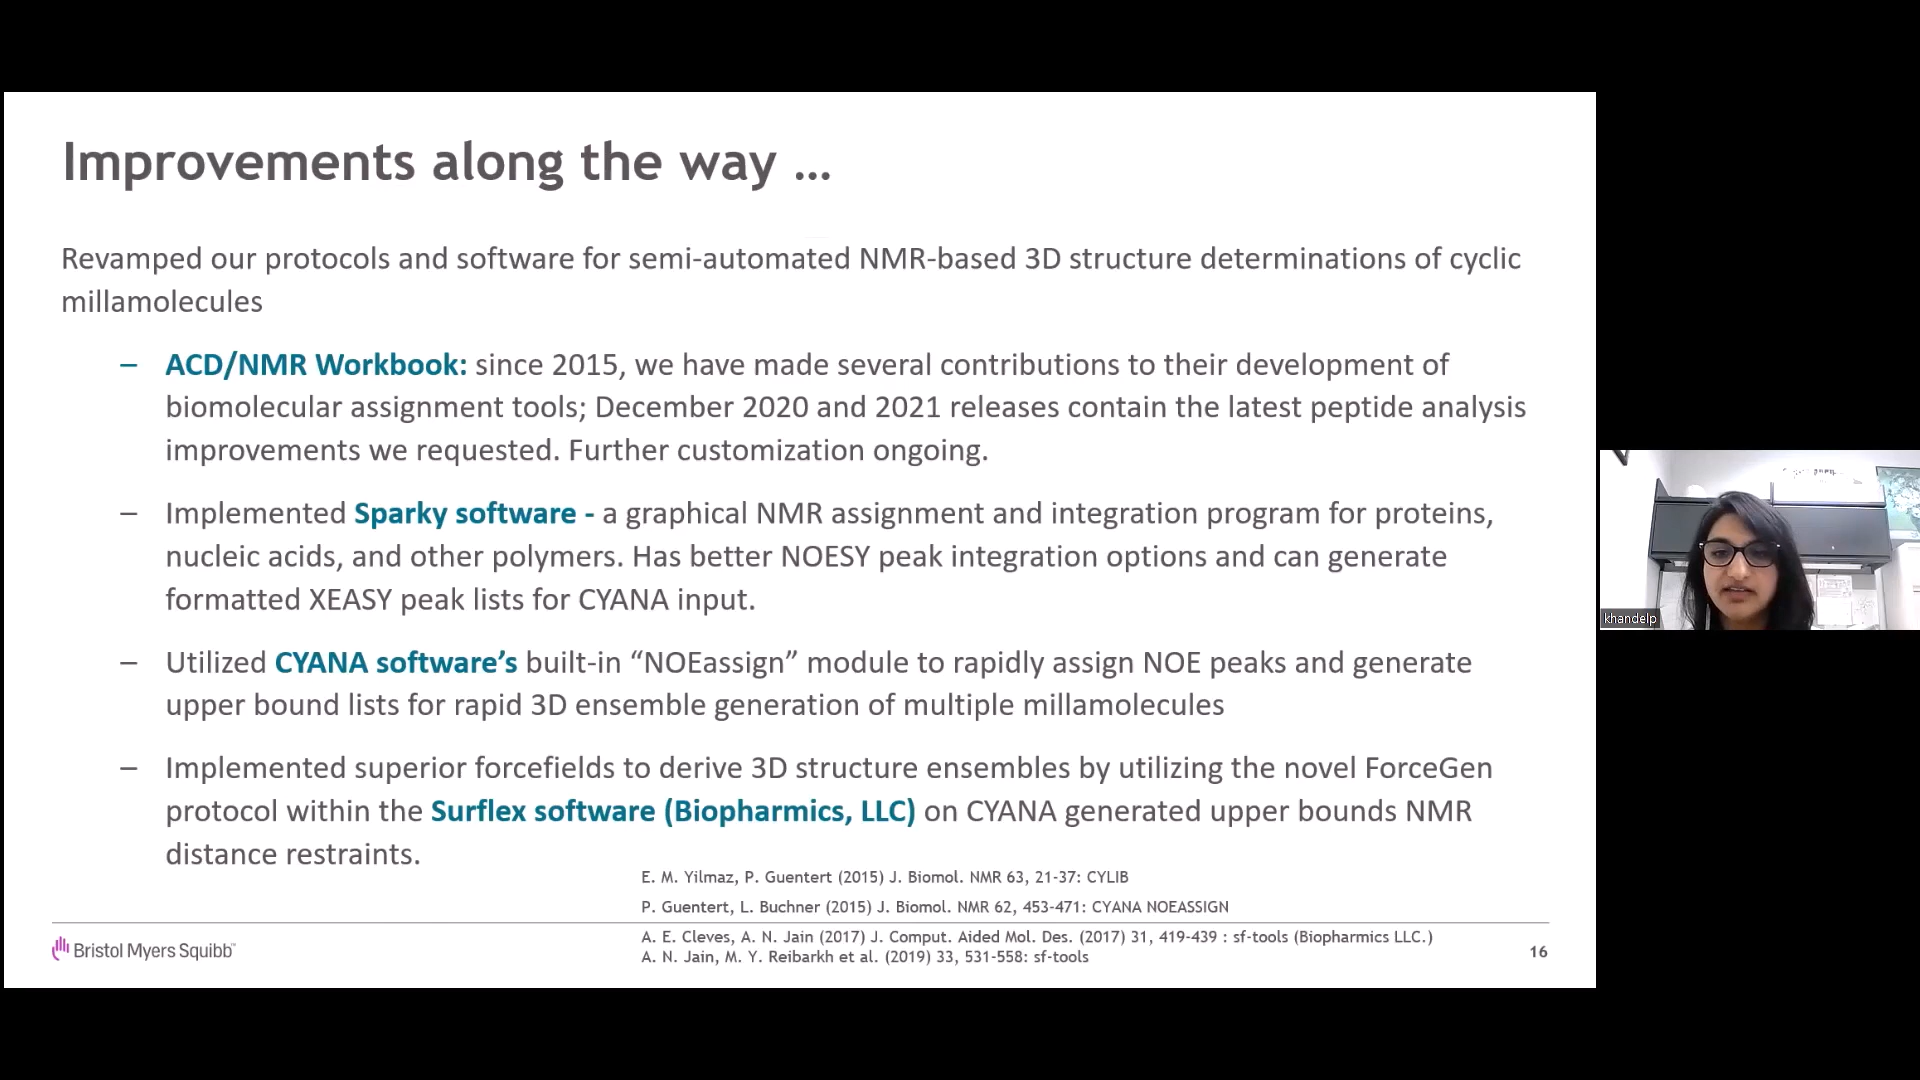 Improvements along the way ...
Revamped our protocols and software for semi-automated NMR-based 3D structure determinations of cyclic
millamolecules
– ACD/NMR Workbook: since 2015, we have made several contributions to their development of
biomolecular assignment tools; December 2020 and 2021 releases contain the latest peptide analysis
improvements we requested. Further customization ongoing.
– Implemented Sparky software - a graphical NMR assignment and integration program for proteins,
nucleic acids, and other polymers. Has better NOESY peak integration options and can generate
formatted XEASY peak lists for CYANA input.
– Utilized CYANA software’s built-in “NOEassign” module to rapidly assign NOE peaks and generate
upper bound lists for rapid 3D ensemble generation of multiple millamolecules
– Implemented superior forcefields to derive 3D structure ensembles by utilizing the novel ForceGen
protocol within the Surflex software (Biopharmics, LLC) on CYANA generated upper bounds NMR
distance restraints.
E. M. Yilmaz, P. Guentert (2015) J. Biomol. NMR 63, 21-37: CYLIB
P. Guentert, L. Buchner (2015) J. Biomol. NMR 62, 453-471: CYANA NOEASSIGN
A. E. Cleves, A. N. Jain (2017) J. Comput. Aided Mol. Des. (2017) 31, 419-439 : sf-tools (Biopharmics LLC.)
A. N. Jain, M. Y. Reibarkh et al. (2019) 33, 531-558: sf-tools
Bristol Myers Squibb™
16
khandelp